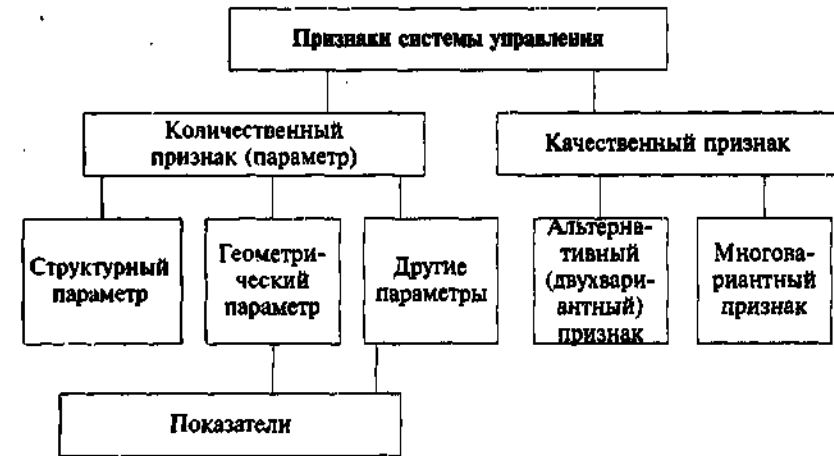 Признаки системы управления
Количественный
признак (параметр)
Качественный признак
Структурный
параметр
Геометри-
ческий
параметр
Другие
параметры
Альтерна-
тивный
(двухвари-
антный)
признак
Многова-
риантный
признак
Показатели